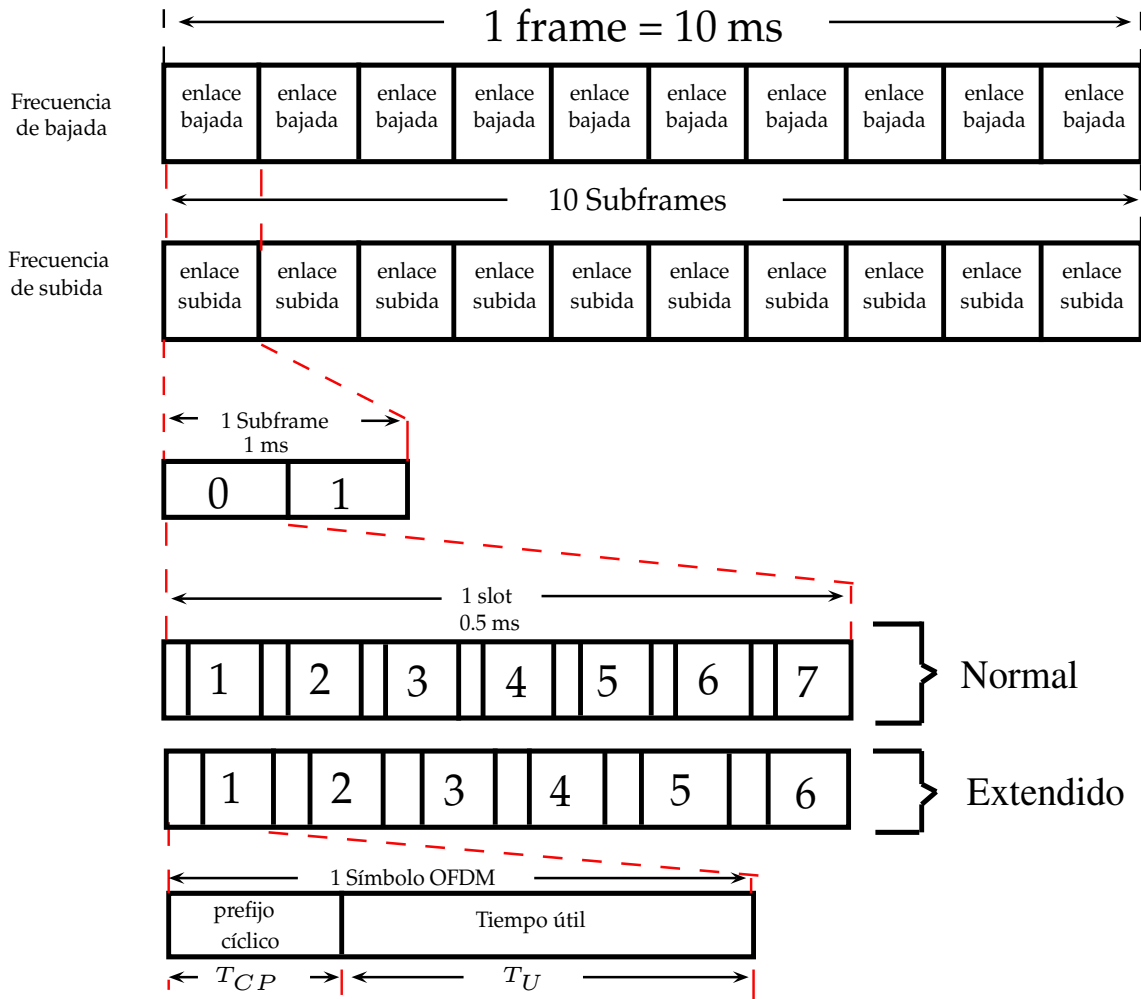 1 frame = 10 ms
Frecuencia de bajada
enlace bajada
enlace bajada
enlace bajada
enlace bajada
enlace bajada
enlace bajada
enlace bajada
enlace bajada
enlace bajada
enlace bajada
10 Subframes
Frecuencia de subida
enlace subida
enlace subida
enlace subida
enlace subida
enlace subida
enlace subida
enlace subida
enlace subida
enlace subida
enlace subida
1 Subframe
1 ms
0 1
1 slot
0.5 ms
1 2 3 4 5 6 7
Normal
1 2 3 4 5 6
Extendido
1 Símbolo OFDM
prefijo cíclico
Tiempo útil
T_{CP} T_U